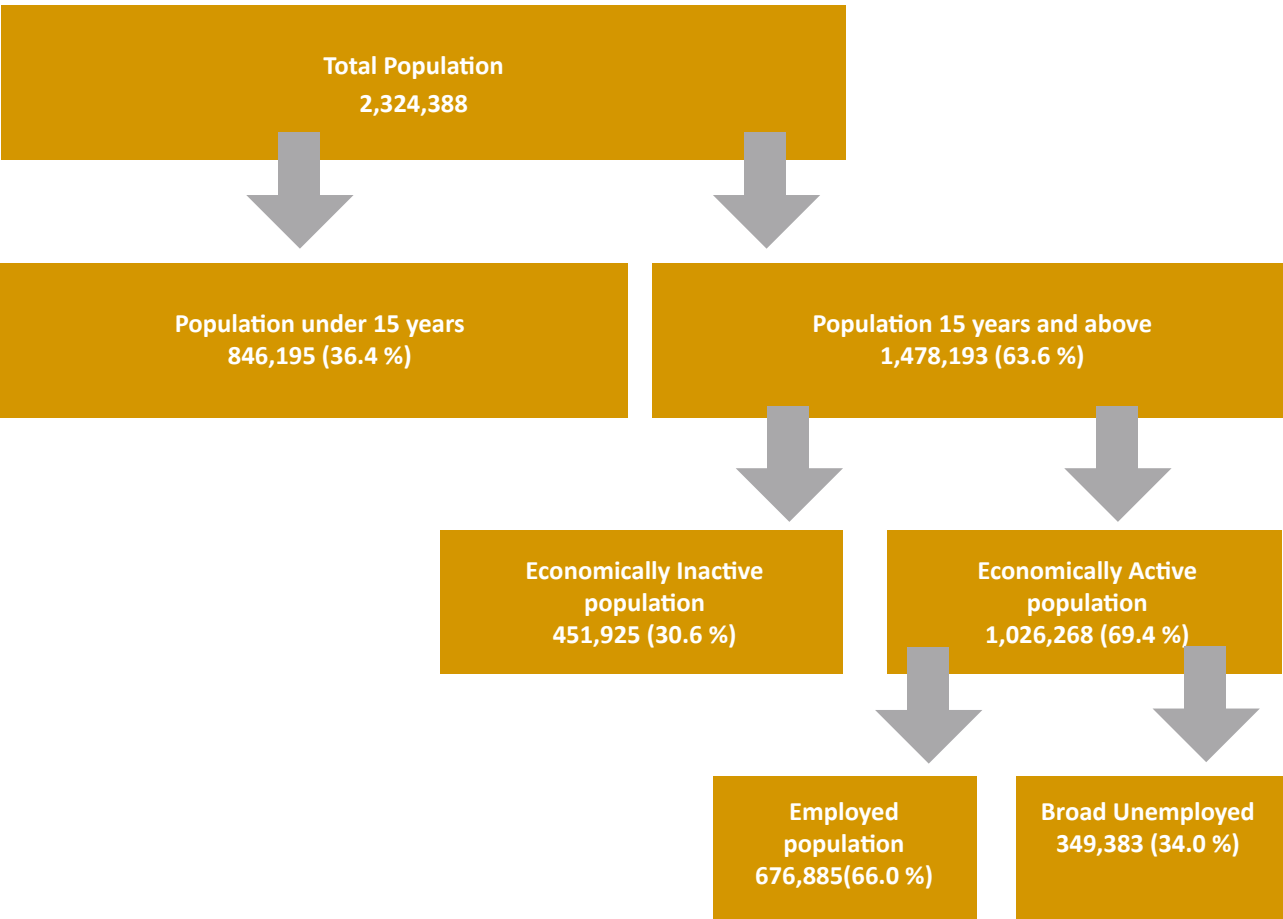 Total Population
2,324,388
Population under 15 years
846,195 (36.4 %)
Population 15 years and above
1,478,193 (63.6 %)
Economically Inactive
population
451,925 (30.6 %)
Economically Active
population
1,026,268 (69.4 %)
Employed
population
676,885(66.0 %)
Broad Unemployed
349,383 (34.0 %)